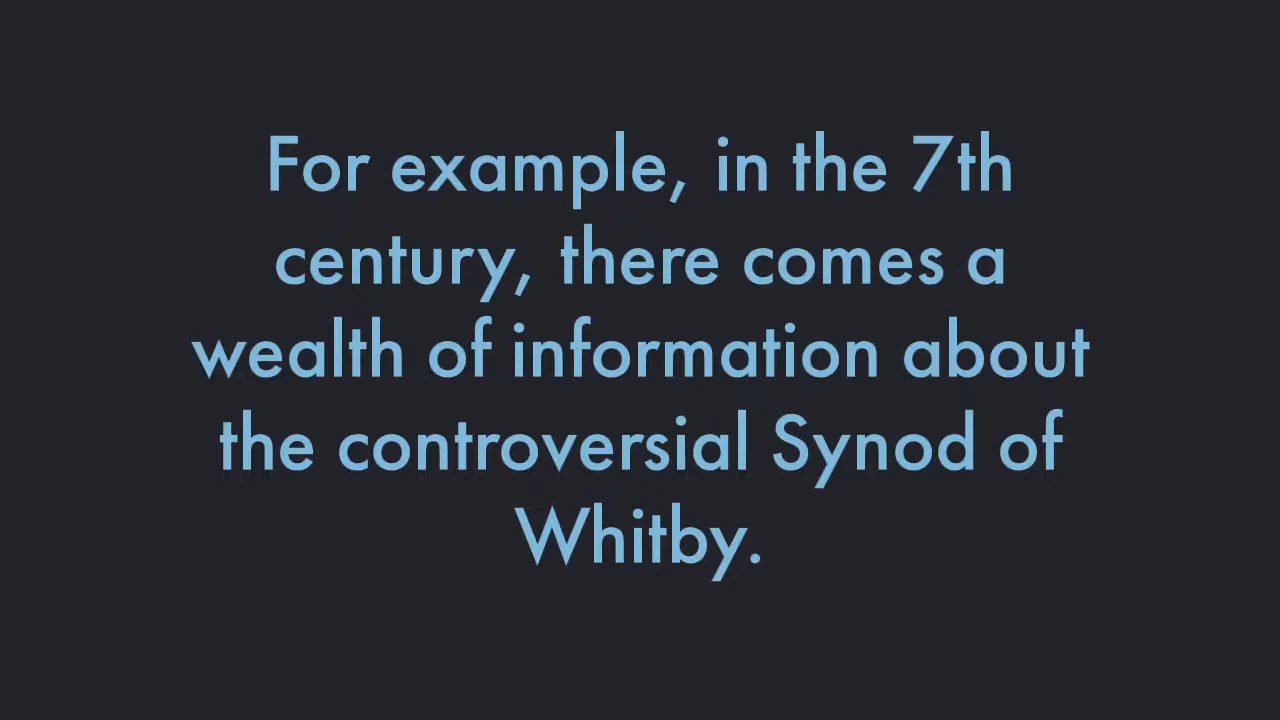 For example, in the 7th
century, there comes a
wealth of information about
the controversial Synod of
Whitby.